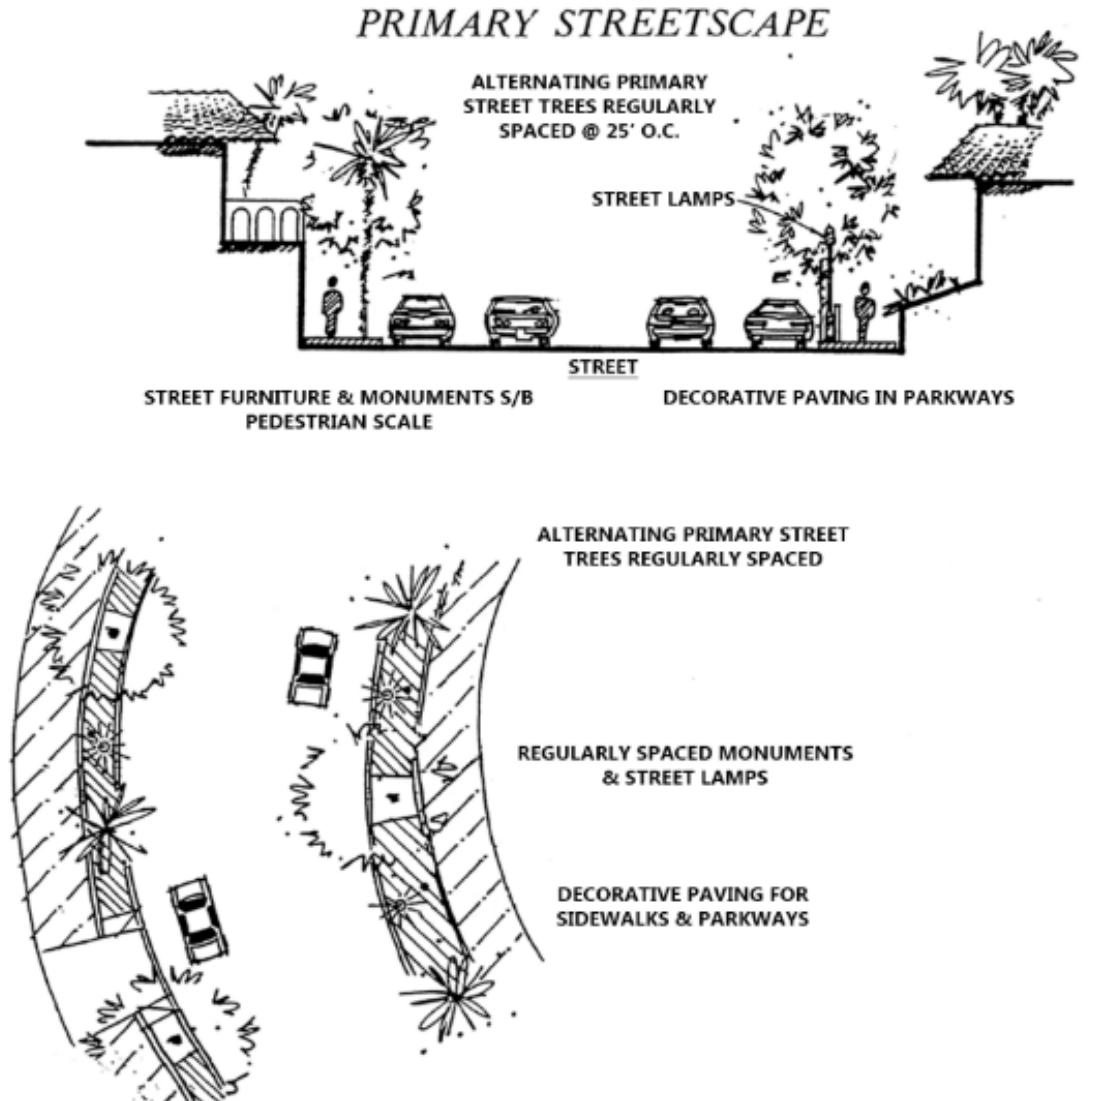 PRIMARY STREETSCAPE
ALTERNATING PRIMARY
STREET TREES REGULARLY
SPACED @ 25' O.C.
STREET LAMPS
STREET
STREET FURNITURE & MONUMENTS S/B
PEDESTRIAN SCALE
DECORATIVE PAVING IN PARKWAYS
ALTERNATING PRIMARY STREET
TREES REGULARLY SPACED
REGULARLY SPACED MONUMENTS
& STREET LAMPS
DECORATIVE PAVING FOR
SIDEWALKS & PARKWAYS